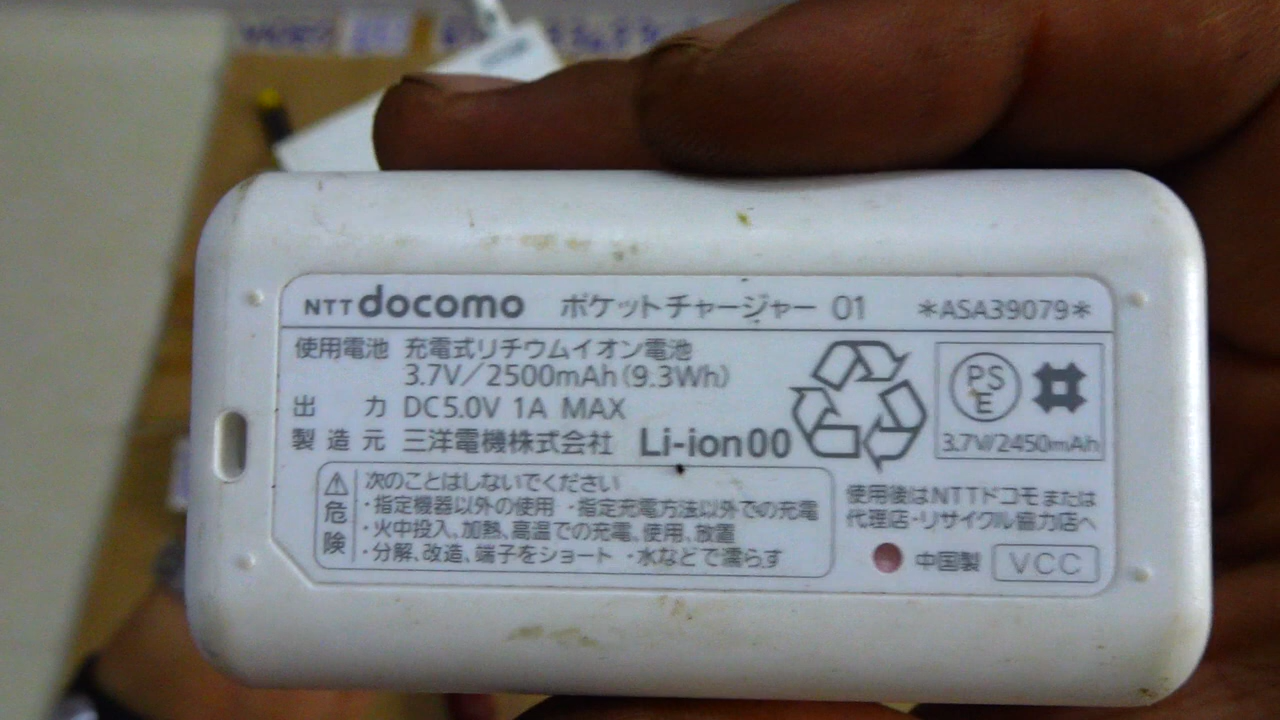 NTT docomo ポケットチャージャー 01 *ASA39079*
使用電池 充電式リチウムイオン電池
3.7V/2500mAh(9.3Wh)
出 力 DC5.0V 1A MAX
製造元 三洋電機株式会社 Li-ion00
PS
E
3.7V/2450mAh
⚠危険
次のことはしないでください
・指定機器以外の使用 ・指定充電方法以外での充電
・火中投入、加熱、高温での充電、使用、放置
・分解、改造、端子をショート ・水などで濡らす
使用後はNTTドコモまたは
代理店・リサイクル協力店へ
中国製 VCC